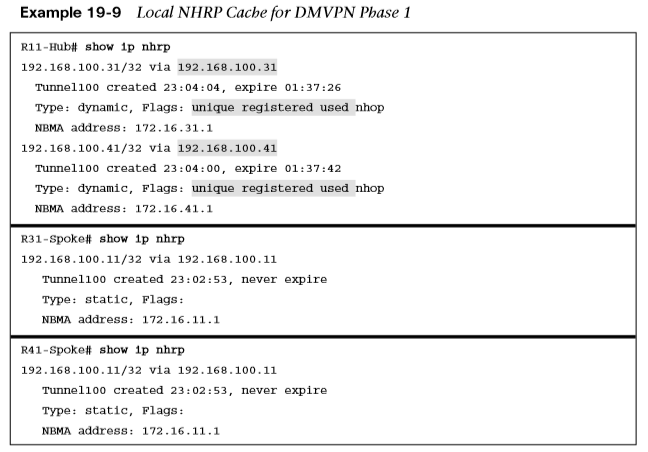 Example 19-9 Local NHRP Cache for DMVPN Phase 1
R11-Hub# show ip nhrp
192.168.100.31/32 via 192.168.100.31
Tunnel100 created 23:04:04, expire 01:37:26
Type: dynamic, Flags: unique registered used nhop
NBMA address: 172.16.31.1
192.168.100.41/32 via 192.168.100.41
Tunnel100 created 23:04:00, expire 01:37:42
Type: dynamic, Flags: unique registered used nhop
NBMA address: 172.16.41.1
R31-Spoke# show ip nhrp
192.168.100.11/32 via 192.168.100.11
Tunnel100 created 23:02:53, never expire
Type: static, Flags:
NBMA address: 172.16.11.1
R41-Spoke# show ip nhrp
192.168.100.11/32 via 192.168.100.11
Tunnel100 created 23:02:53, never expire
Type: static, Flags:
NBMA address: 172.16.11.1